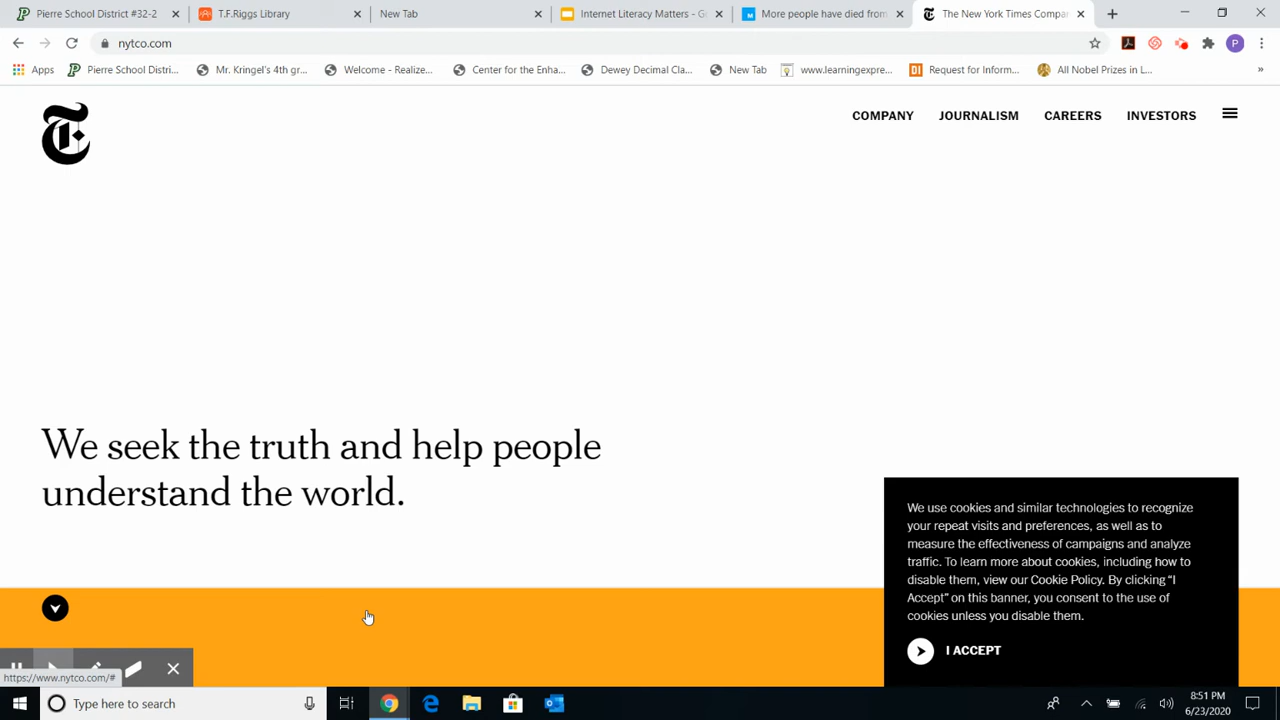 Pierre School District #32-2
T.F.Riggs Library
New Tab
Internet Literacy Matters - G
More people have died from
The New York Times Compa
nytco.com
P
Apps
Pierre School Distri...
Mr. Kringel's 4th gr...
Welcome - Realize...
Center for the Enha...
Dewey Decimal Cla...
New Tab
www.learningexpre...
Request for Inform...
All Nobel Prizes in L...
»
COMPANY
JOURNALISM
CAREERS
INVESTORS
We seek the truth and help people
understand the world.
We use cookies and similar technologies to recognize
your repeat visits and preferences, as well as to
measure the effectiveness of campaigns and analyze
traffic. To learn more about cookies, including how to
disable them, view our Cookie Policy. By clicking “I
Accept” on this banner, you consent to the use of
cookies unless you disable them.
I ACCEPT
https://www.nytco.com/#
Type here to search
8:51 PM
6/23/2020